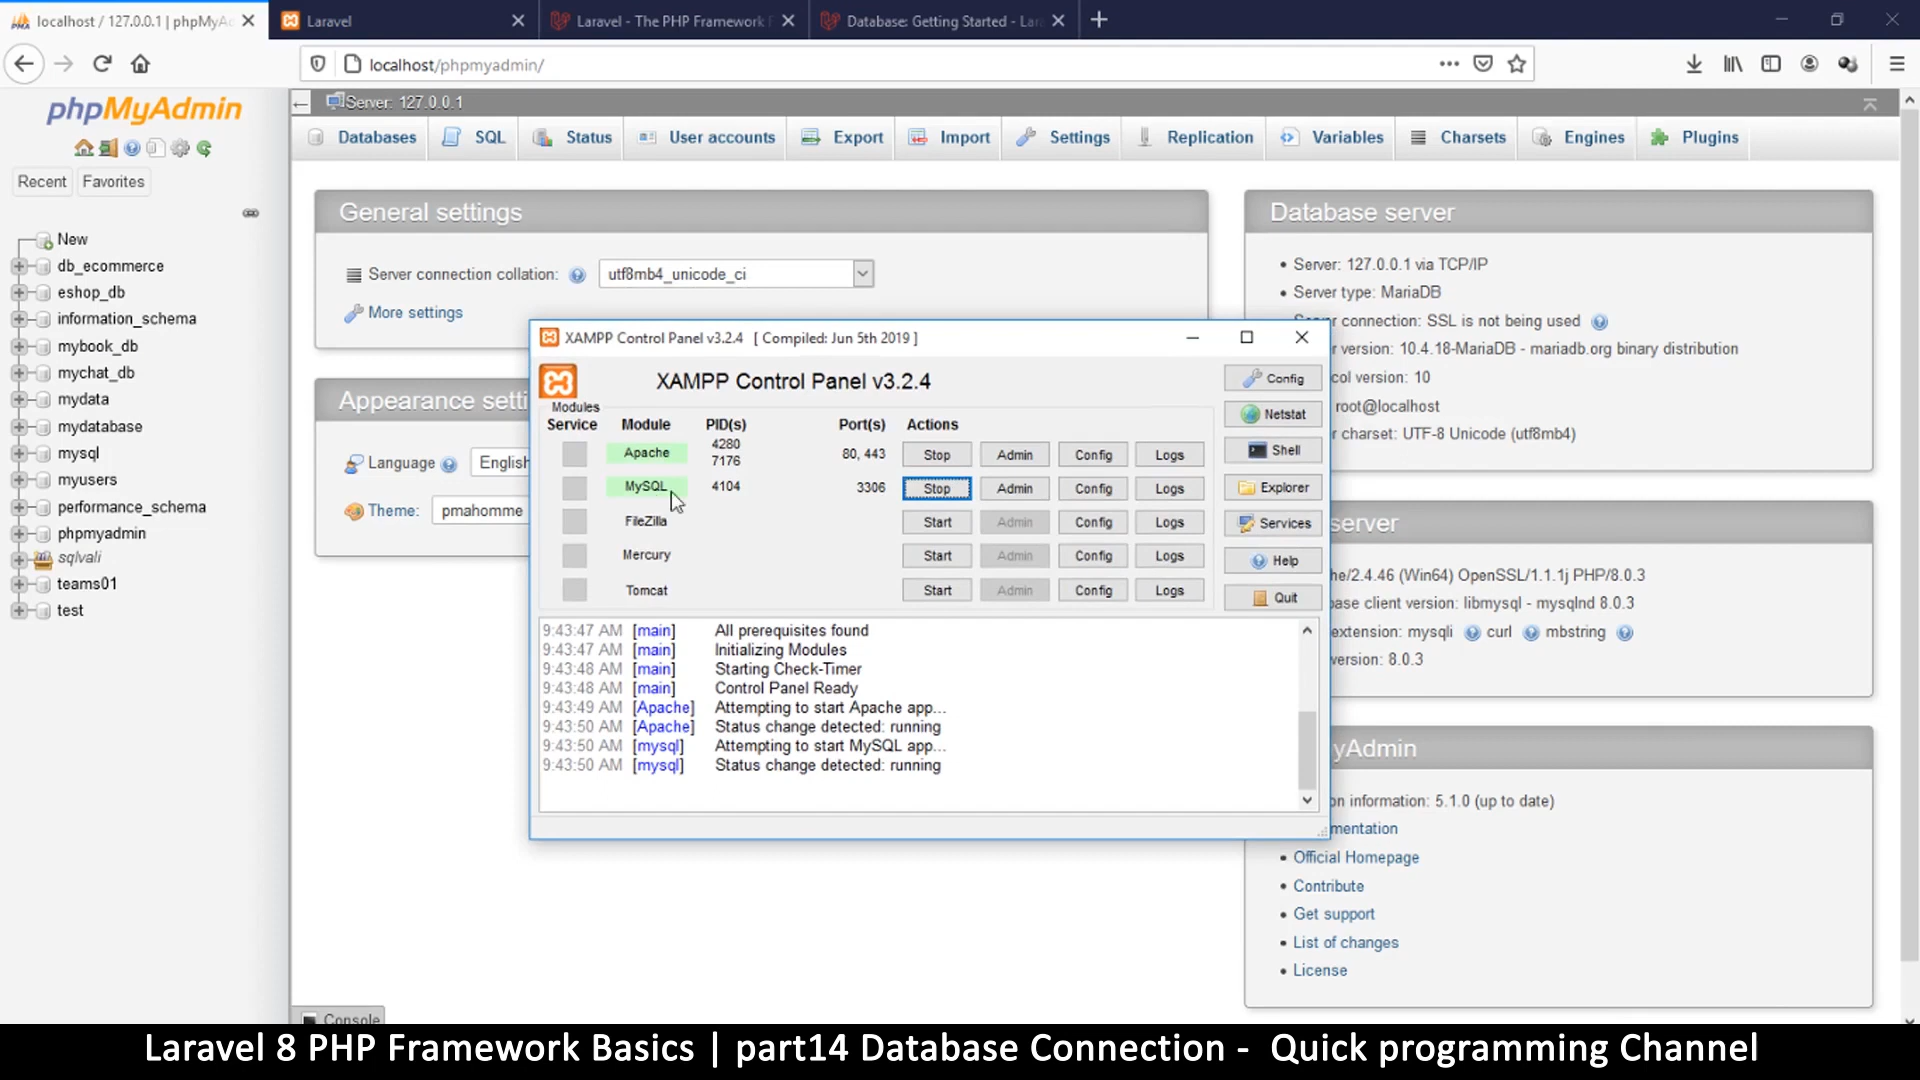 localhost / 127.0.0.1 | phpMyA
Laravel
Laravel - The PHP Framework F
Database: Getting Started - Lar
localhost/phpmyadmin/
phpMyAdmin
Recent
Favorites
New
db_ecommerce
eshop_db
information_schema
mybook_db
mychat_db
mydata
mydatabase
mysql
myusers
performance_schema
phpmyadmin
sqlvali
teams01
test
Server: 127.0.0.1
Databases
SQL
Status
User accounts
Export
Import
Settings
Replication
Variables
Charsets
Engines
Plugins
General settings
Server connection collation:
utf8mb4_unicode_ci
More settings
Appearance setti
Language
English
Theme:
pmahomme
Database server
• Server: 127.0.0.1 via TCP/IP
• Server type: MariaDB
connection: SSL is not being used
version: 10.4.18-MariaDB - mariadb.org binary distribution
col version: 10
root@localhost
r charset: UTF-8 Unicode (utf8mb4)
server
he/2.4.46 (Win64) OpenSSL/1.1.1j PHP/8.0.3
base client version: libmysql - mysqlnd 8.0.3
extension: mysqli curl mbstring
version: 8.0.3
yAdmin
on information: 5.1.0 (up to date)
mentation
• Official Homepage
• Contribute
• Get support
• List of changes
• License
Console
XAMPP Control Panel v3.2.4 [ Compiled: Jun 5th 2019 ]
XAMPP Control Panel v3.2.4
Modules
Service Module PID(s) Port(s) Actions
Apache 4280 7176 80, 443 Stop Admin Config Logs
MySQL 4104 3306 Stop Admin Config Logs
FileZilla Start Admin Config Logs
Mercury Start Admin Config Logs
Tomcat Start Admin Config Logs
Config
Netstat
Shell
Explorer
Services
Help
Quit
9:43:47 AM [main] All prerequisites found
9:43:47 AM [main] Initializing Modules
9:43:48 AM [main] Starting Check-Timer
9:43:48 AM [main] Control Panel Ready
9:43:49 AM [Apache] Attempting to start Apache app...
9:43:50 AM [Apache] Status change detected: running
9:43:50 AM [mysql] Attempting to start MySQL app...
9:43:50 AM [mysql] Status change detected: running
Laravel 8 PHP Framework Basics | part14 Database Connection - Quick programming Channel